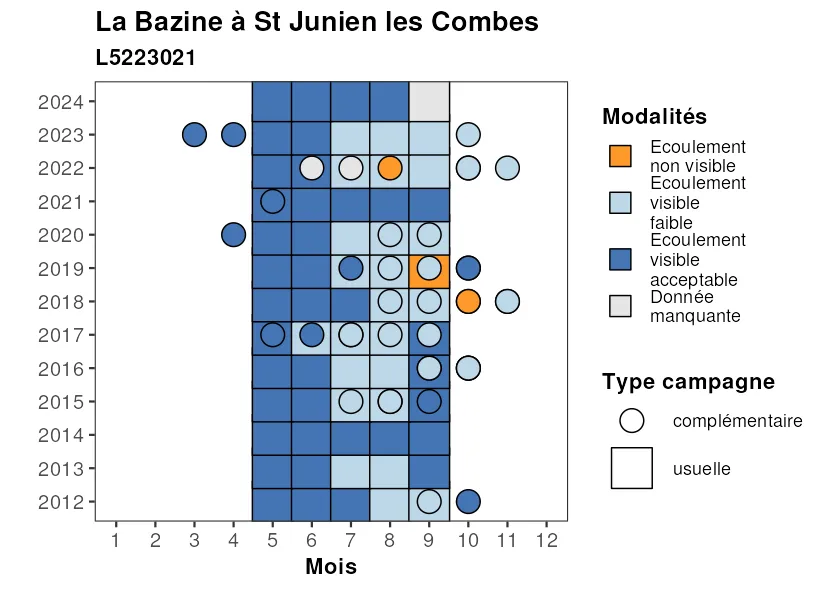 La Bazine à St Junien les Combes
L5223021
2024
2023
2022
2021
2020
2019
2018
2017
2016
2015
2014
2013
2012
1 2 3 4 5 6 7 8 9 10 11 12
Mois
Modalités
Ecoulement
non visible
Ecoulement
visible
faible
Ecoulement
visible
acceptable
Donnée
manquante
Type campagne
complémentaire
usuelle